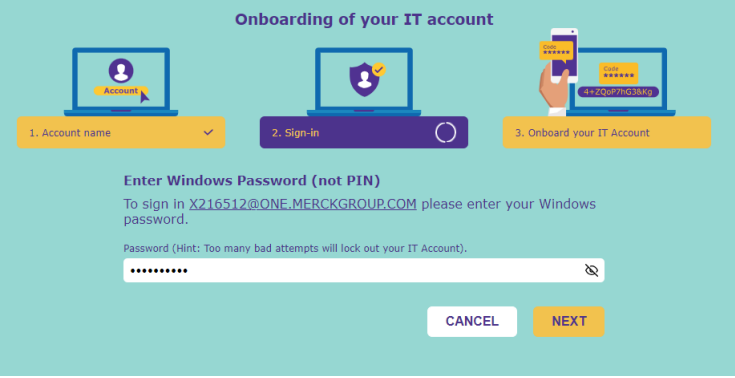 Onboarding of your IT account
Account
Code
******
Code
******
4+ZQoP7hG38Kg
1. Account name
2. Sign-in
3. Onboard your IT Account
Enter Windows Password (not PIN)
To sign in X216512@ONE.MERCKGROUP.COM please enter your Windows
password.
Password (Hint: Too many bad attempts will lock out your IT Account).
••••••••••
CANCEL
NEXT